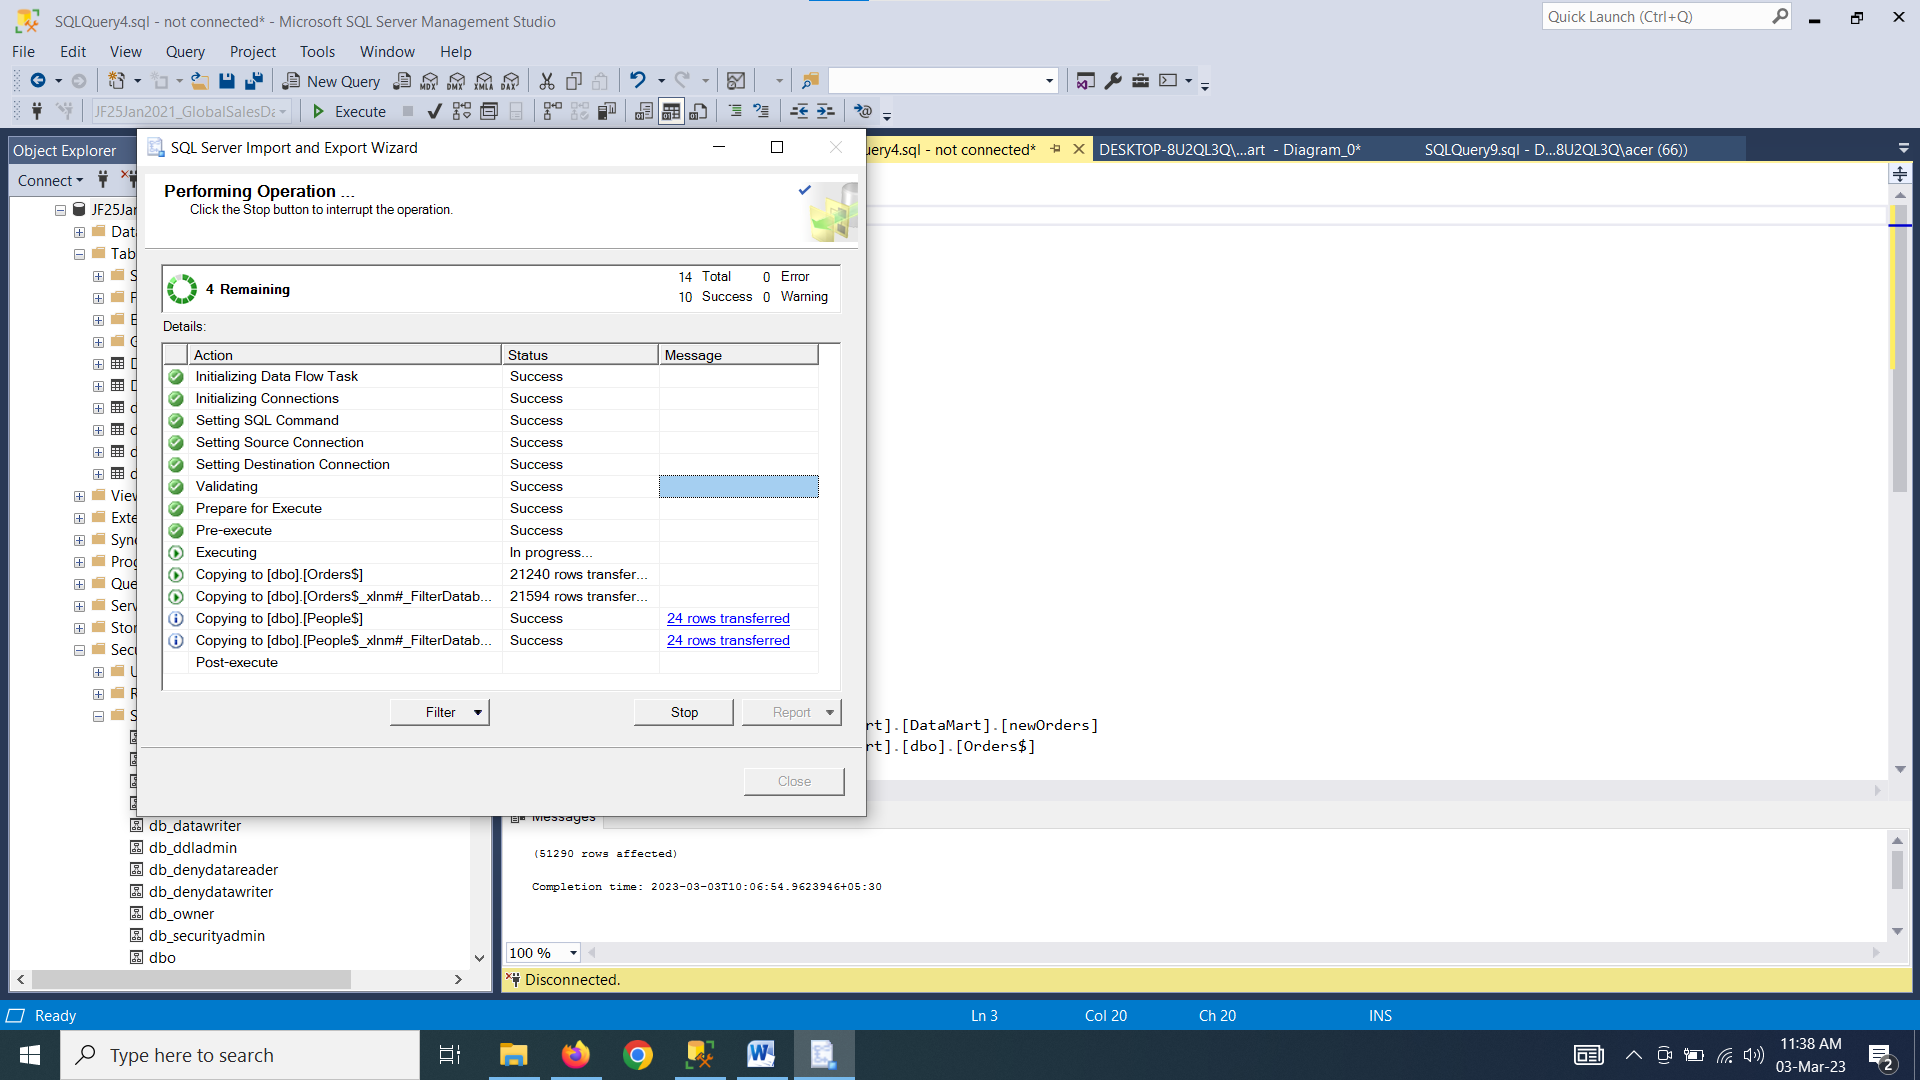 SQLQuery4.sql - not connected* - Microsoft SQL Server Management Studio
Quick Launch (Ctrl+Q)
File Edit View Query Project Tools Window Help
New Query
MDX DMX XMLA DAX
JF25Jan2021_GlobalSalesDa
Execute
Object Explorer
SQL Server Import and Export Wizard
uery4.sql - not connected*
DESKTOP-8U2QL3Q\...art - Diagram_0*
SQLQuery9.sql - D...8U2QL3Q\acer (66))
Connect
Performing Operation ...
Click the Stop button to interrupt the operation.
JF25Jan
Data
Tab
S
F
E
G
D
D
d
d
d
d
View
Exte
Syn
Prog
Que
Serv
Stor
Secu
U
R
S
4 Remaining
14 Total 0 Error
10 Success 0 Warning
Details:
Action Status Message
Initializing Data Flow Task Success
Initializing Connections Success
Setting SQL Command Success
Setting Source Connection Success
Setting Destination Connection Success
Validating Success
Prepare for Execute Success
Pre-execute Success
Executing In progress...
Copying to [dbo].[Orders$] 21240 rows transfer...
Copying to [dbo].[Orders$_xlnm#_FilterDatab... 21594 rows transfer...
Copying to [dbo].[People$] Success 24 rows transferred
Copying to [dbo].[People$_xlnm#_FilterDatab... Success 24 rows transferred
Post-execute
Filter Stop Report
Close
rt].[DataMart].[newOrders]
rt].[dbo].[Orders$]
db_datawriter
db_ddladmin
db_denydatareader
db_denydatawriter
db_owner
db_securityadmin
dbo
Messages
(51290 rows affected)
Completion time: 2023-03-03T10:06:54.9623946+05:30
100 %
Disconnected.
Ready Ln 3 Col 20 Ch 20 INS
Type here to search
11:38 AM
03-Mar-23
2